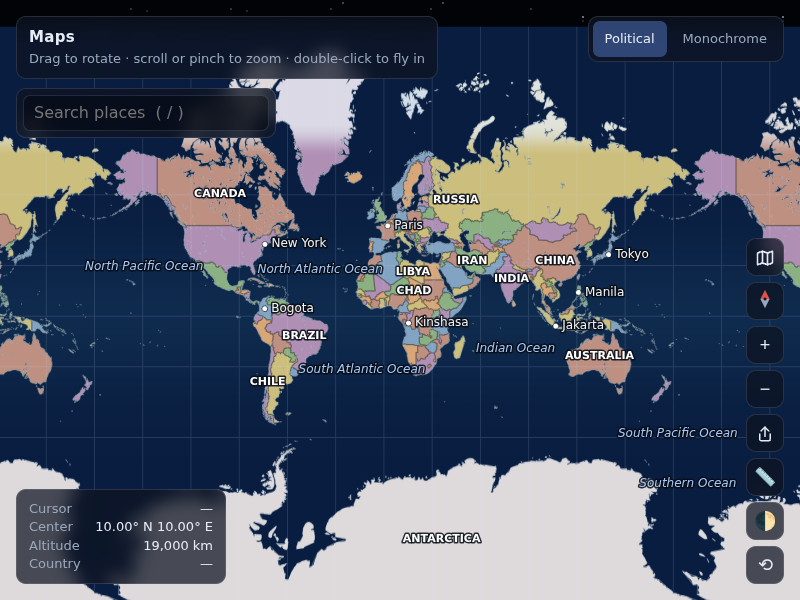 Maps
Drag to rotate · scroll or pinch to zoom · double-click to fly in
Political
Monochrome
Search places ( / )
CANADA
RUSSIA
Paris
New York
Tokyo
North Pacific Ocean
North Atlantic Ocean
LIBYA
IRAN
CHINA
INDIA
CHAD
Manila
Bogota
Kinshasa
Jakarta
BRAZIL
Indian Ocean
AUSTRALIA
South Atlantic Ocean
CHILE
South Pacific Ocean
Southern Ocean
ANTARCTICA
+
−
Cursor —
Center 10.00° N 10.00° E
Altitude 19,000 km
Country —